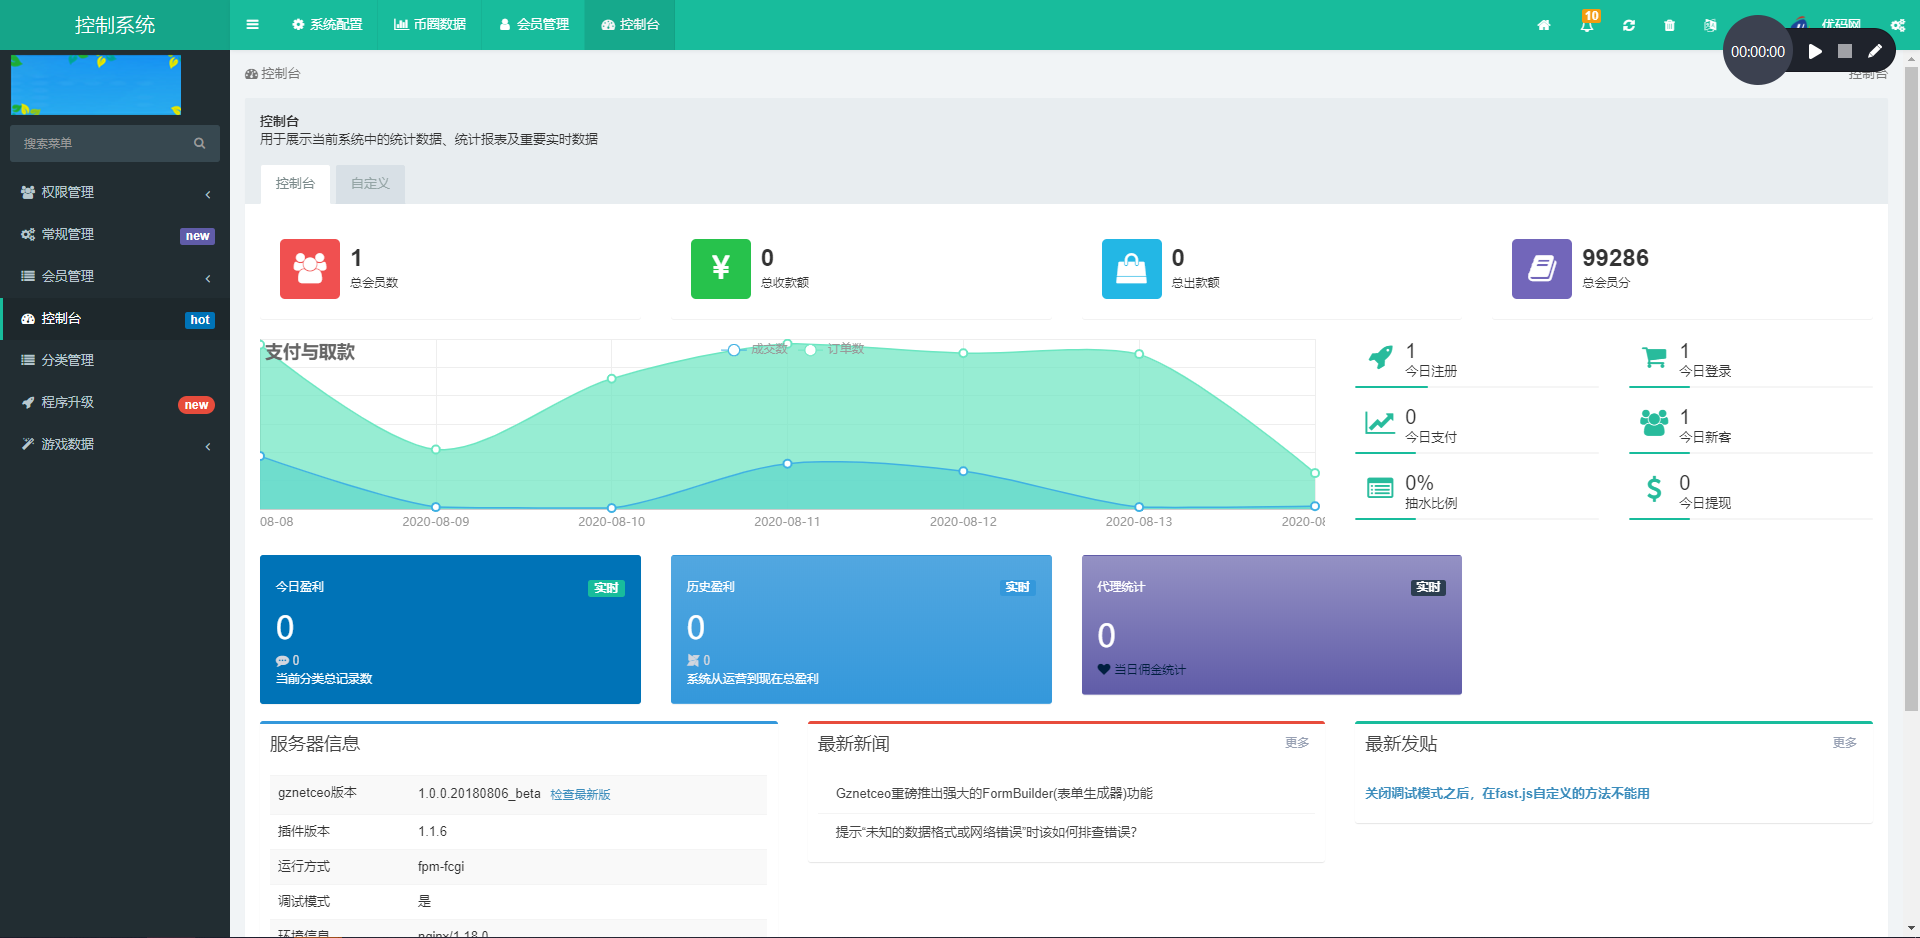 控制系统
系统配置
币圈数据
会员管理
控制台
10
优码网
00:00:00
搜索菜单
权限管理
常规管理 new
会员管理
控制台 hot
分类管理
程序升级 new
游戏数据
控制台
控制台
控制台
用于展示当前系统中的统计数据、统计报表及重要实时数据
控制台
自定义
1
总会员数
0
总收款额
0
总出款额
99286
总会员分
支付与取款
成交数
订单数
08-08
2020-08-09
2020-08-10
2020-08-11
2020-08-12
2020-08-13
2020-08
1
今日注册
1
今日登录
0
今日支付
1
今日新客
0%
抽水比例
0
今日提现
今日盈利 实时
0
0
当前分类总记录数
历史盈利 实时
0
0
系统从运营到现在总盈利
代理统计 实时
0
当日佣金统计
服务器信息
gznetceo版本 1.0.0.20180806_beta 检查最新版
插件版本 1.1.6
运行方式 fpm-fcgi
调试模式 是
环境信息 nginx/1.18.0
最新新闻 更多
Gznetceo重磅推出强大的FormBuilder(表单生成器)功能
提示“未知的数据格式或网络错误”时该如何排查错误?
最新发贴 更多
关闭调试模式之后，在fast.js自定义的方法不能用